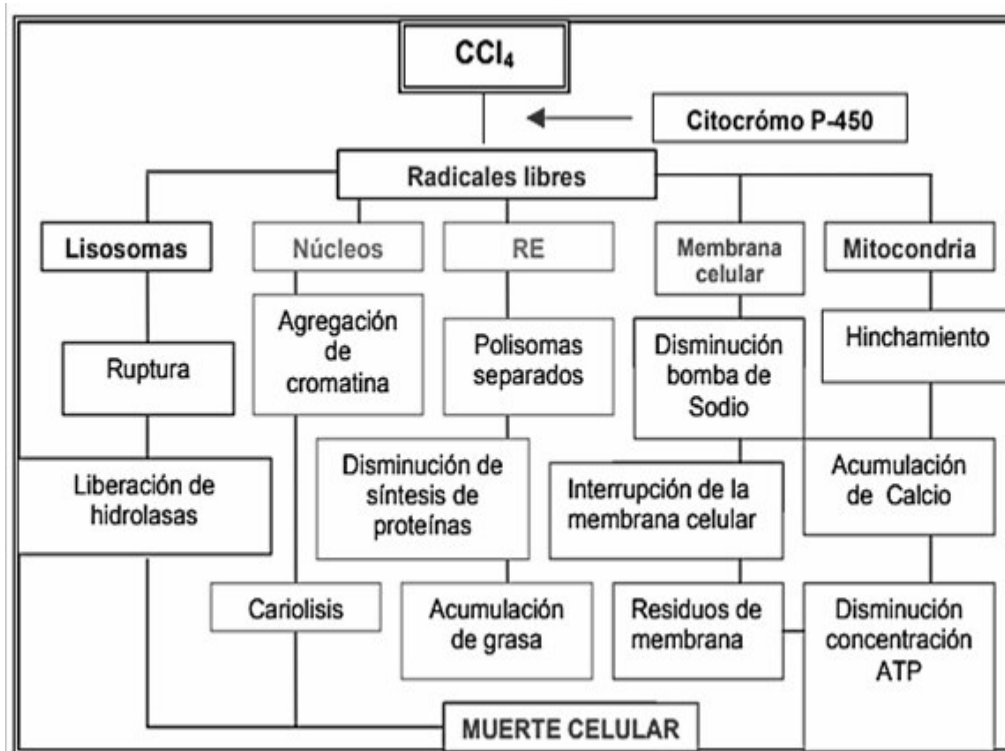 CCl₄
Citocrómo P-450
Radicales libres
Lisosomas
Núcleos
RE
Membrana
celular
Mitocondria
Ruptura
Agregación
de
cromatina
Polisomas
separados
Disminución
bomba de
Sodio
Hinchamiento
Liberación de
hidrolasas
Disminución de
síntesis de
proteínas
Interrupción de la
membrana celular
Acumulación
de Calcio
Cariolisis
Acumulación
de grasa
Residuos de
membrana
Disminución
concentración
ATP
MUERTE CELULAR